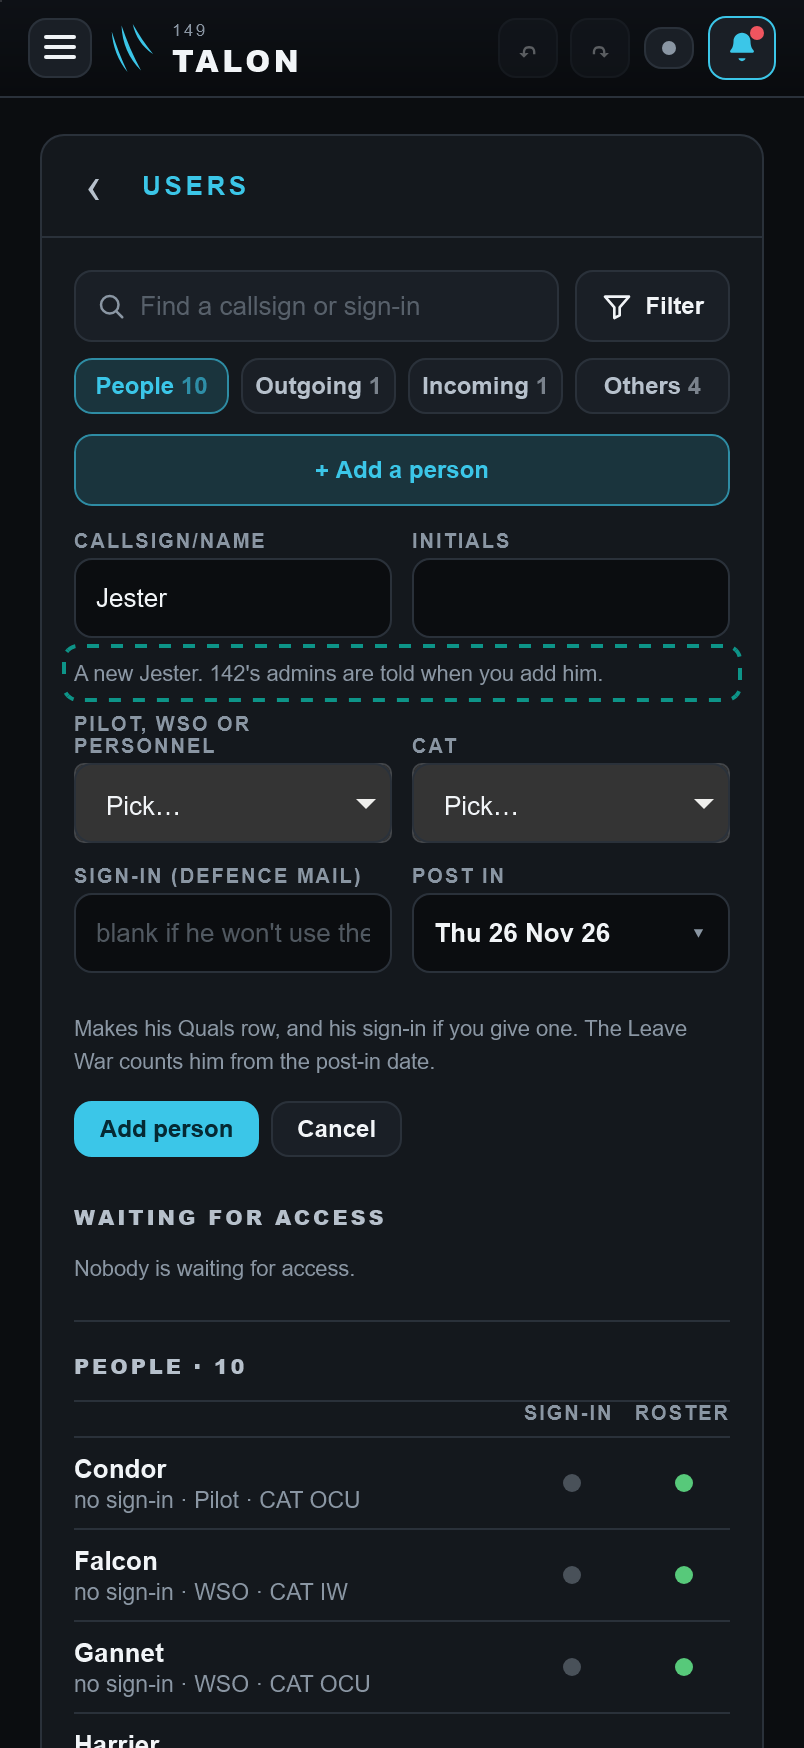 149
TALON
USERS
Find a callsign or sign-in
Filter
People 10
Outgoing 1
Incoming 1
Others 4
+ Add a person
CALLSIGN/NAME
INITIALS
Jester
A new Jester. 142's admins are told when you add him.
PILOT, WSO OR
PERSONNEL
CAT
Pick...
Pick...
SIGN-IN (DEFENCE MAIL)
POST IN
blank if he won't use the
Thu 26 Nov 26
Makes his Quals row, and his sign-in if you give one. The Leave
War counts him from the post-in date.
Add person
Cancel
WAITING FOR ACCESS
Nobody is waiting for access.
PEOPLE · 10
SIGN-IN
ROSTER
Condor
no sign-in · Pilot · CAT OCU
Falcon
no sign-in · WSO · CAT IW
Gannet
no sign-in · WSO · CAT OCU
Harrier